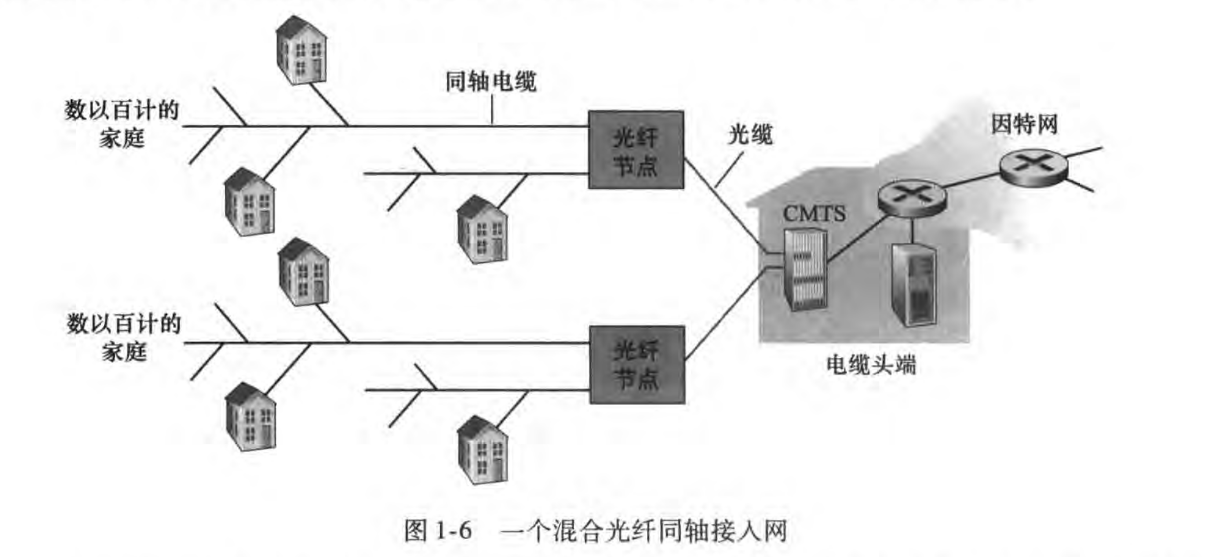 同轴电缆
数以百计的
家庭
光纤
节点
光缆
因特网
CMTS
数以百计的
家庭
光纤
节点
电缆头端
图 1-6 一个混合光纤同轴接入网